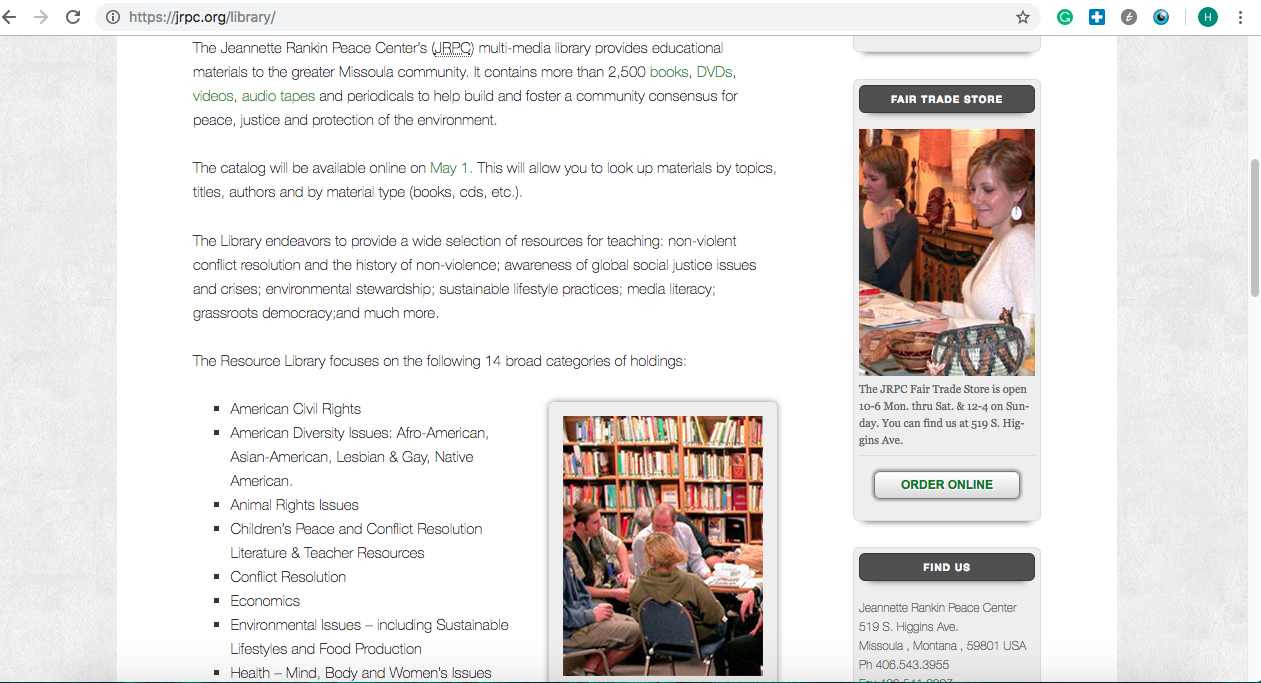 https://jrpc.org/library/
H
The Jeannette Rankin Peace Center's (JRPC) multi-media library provides educational
materials to the greater Missoula community. It contains more than 2,500 books, DVDs,
videos, audio tapes and periodicals to help build and foster a community consensus for
peace, justice and protection of the environment.
The catalog will be available online on May 1. This will allow you to look up materials by topics,
titles, authors and by material type (books, cds, etc.).
The Library endeavors to provide a wide selection of resources for teaching: non-violent
conflict resolution and the history of non-violence; awareness of global social justice issues
and crises; environmental stewardship; sustainable lifestyle practices; media literacy;
grassroots democracy;and much more.
The Resource Library focuses on the following 14 broad categories of holdings:
American Civil Rights
American Diversity Issues: Afro-American,
Asian-American, Lesbian & Gay, Native
American.
Animal Rights Issues
Children's Peace and Conflict Resolution
Literature & Teacher Resources
Conflict Resolution
Economics
Environmental Issues – including Sustainable
Lifestyles and Food Production
Health – Mind, Body and Women's Issues
FAIR TRADE STORE
The JRPC Fair Trade Store is open
10-6 Mon. thru Sat. & 12-4 on Sun-
day. You can find us at 519 S. Hig-
gins Ave.
ORDER ONLINE
FIND US
Jeannette Rankin Peace Center
519 S. Higgins Ave.
Missoula , Montana , 59801 USA
Ph 406.543.3955